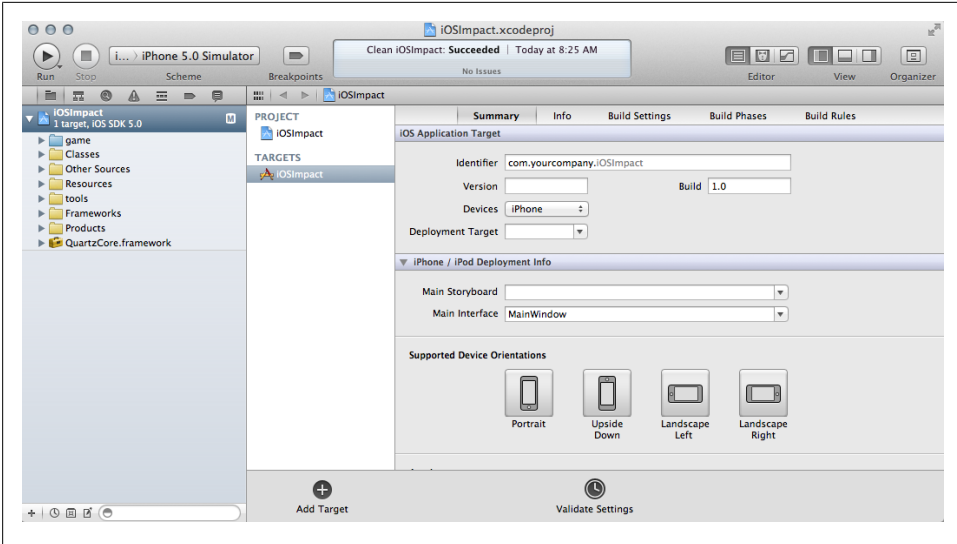 iOSImpact.xcodeproj
i... › iPhone 5.0 Simulator
Clean iOSImpact: Succeeded | Today at 8:25 AM
No Issues
Run Stop Scheme Breakpoints Editor View Organizer
iOSImpact
iOSImpact
1 target, iOS SDK 5.0
M
game
Classes
Other Sources
Resources
tools
Frameworks
Products
QuartzCore.framework
PROJECT
iOSImpact
TARGETS
iOSImpact
Summary Info Build Settings Build Phases Build Rules
iOS Application Target
Identifier com.yourcompany.iOSImpact
Version Build 1.0
Devices iPhone
Deployment Target
iPhone / iPod Deployment Info
Main Storyboard
Main Interface MainWindow
Supported Device Orientations
Portrait
Upside Down
Landscape Left
Landscape Right
Add Target
Validate Settings